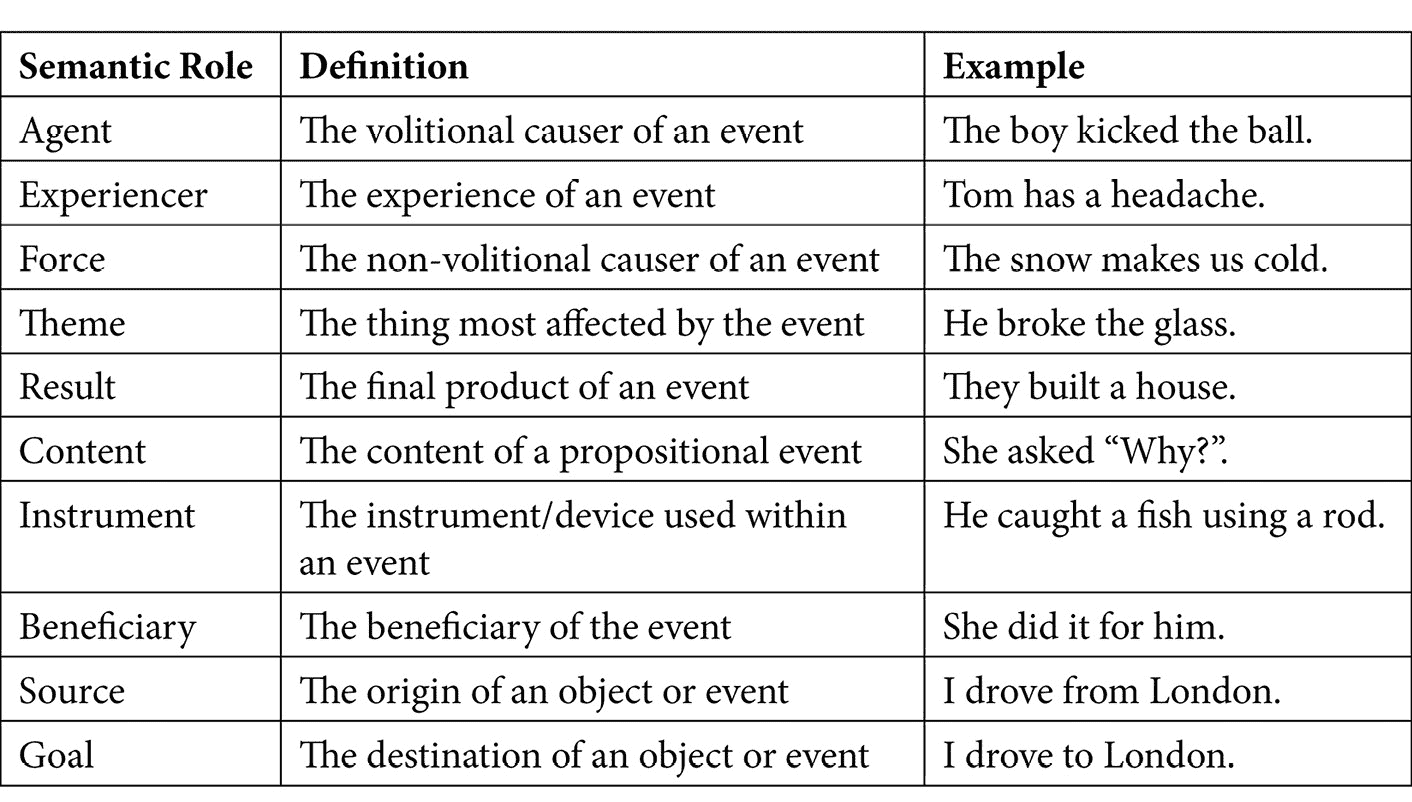 Semantic Role Definition Example
Agent The volitional causer of an event The boy kicked the ball.
Experiencer The experience of an event Tom has a headache.
Force The non-volitional causer of an event The snow makes us cold.
Theme The thing most affected by the event He broke the glass.
Result The final product of an event They built a house.
Content The content of a propositional event She asked “Why?”.
Instrument The instrument/device used within He caught a fish using a rod.
an event
Beneficiary The beneficiary of the event She did it for him.
Source The origin of an object or event I drove from London.
Goal The destination of an object or event I drove to London.